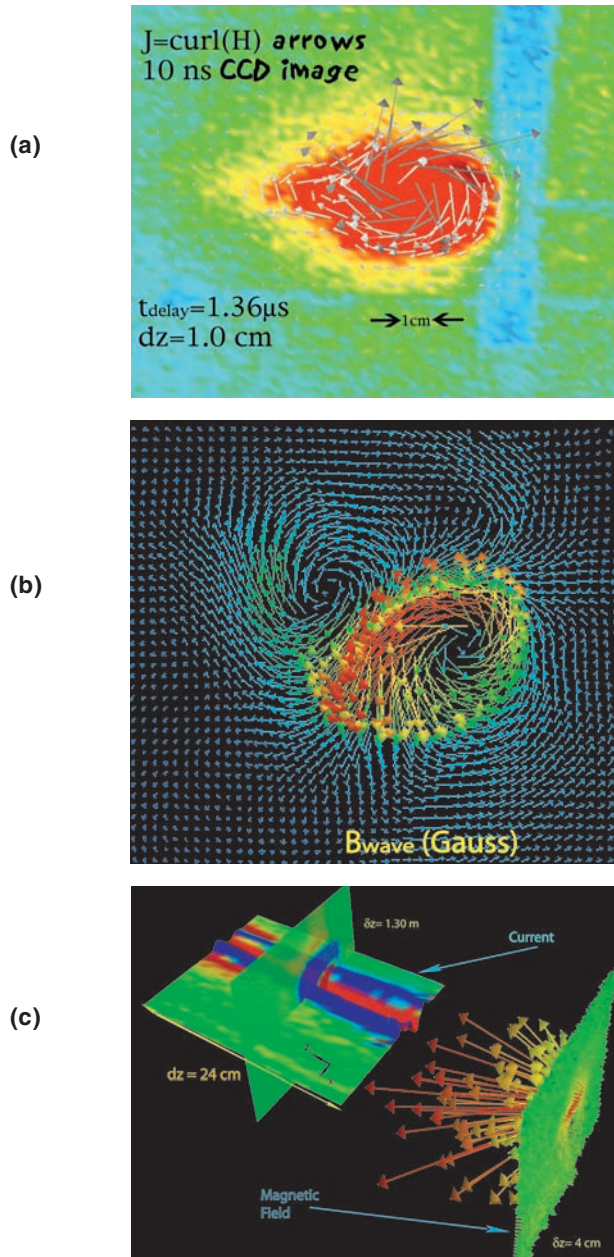 (a)
J=curl(H) arrows
10 ns CCD image
tdelay=1.36μs
dz=1.0 cm
1cm
(b)
Bwave (Gauss)
(c)
δz= 1.30 m
Current
dz = 24 cm
Magnetic
Field
δz= 4 cm